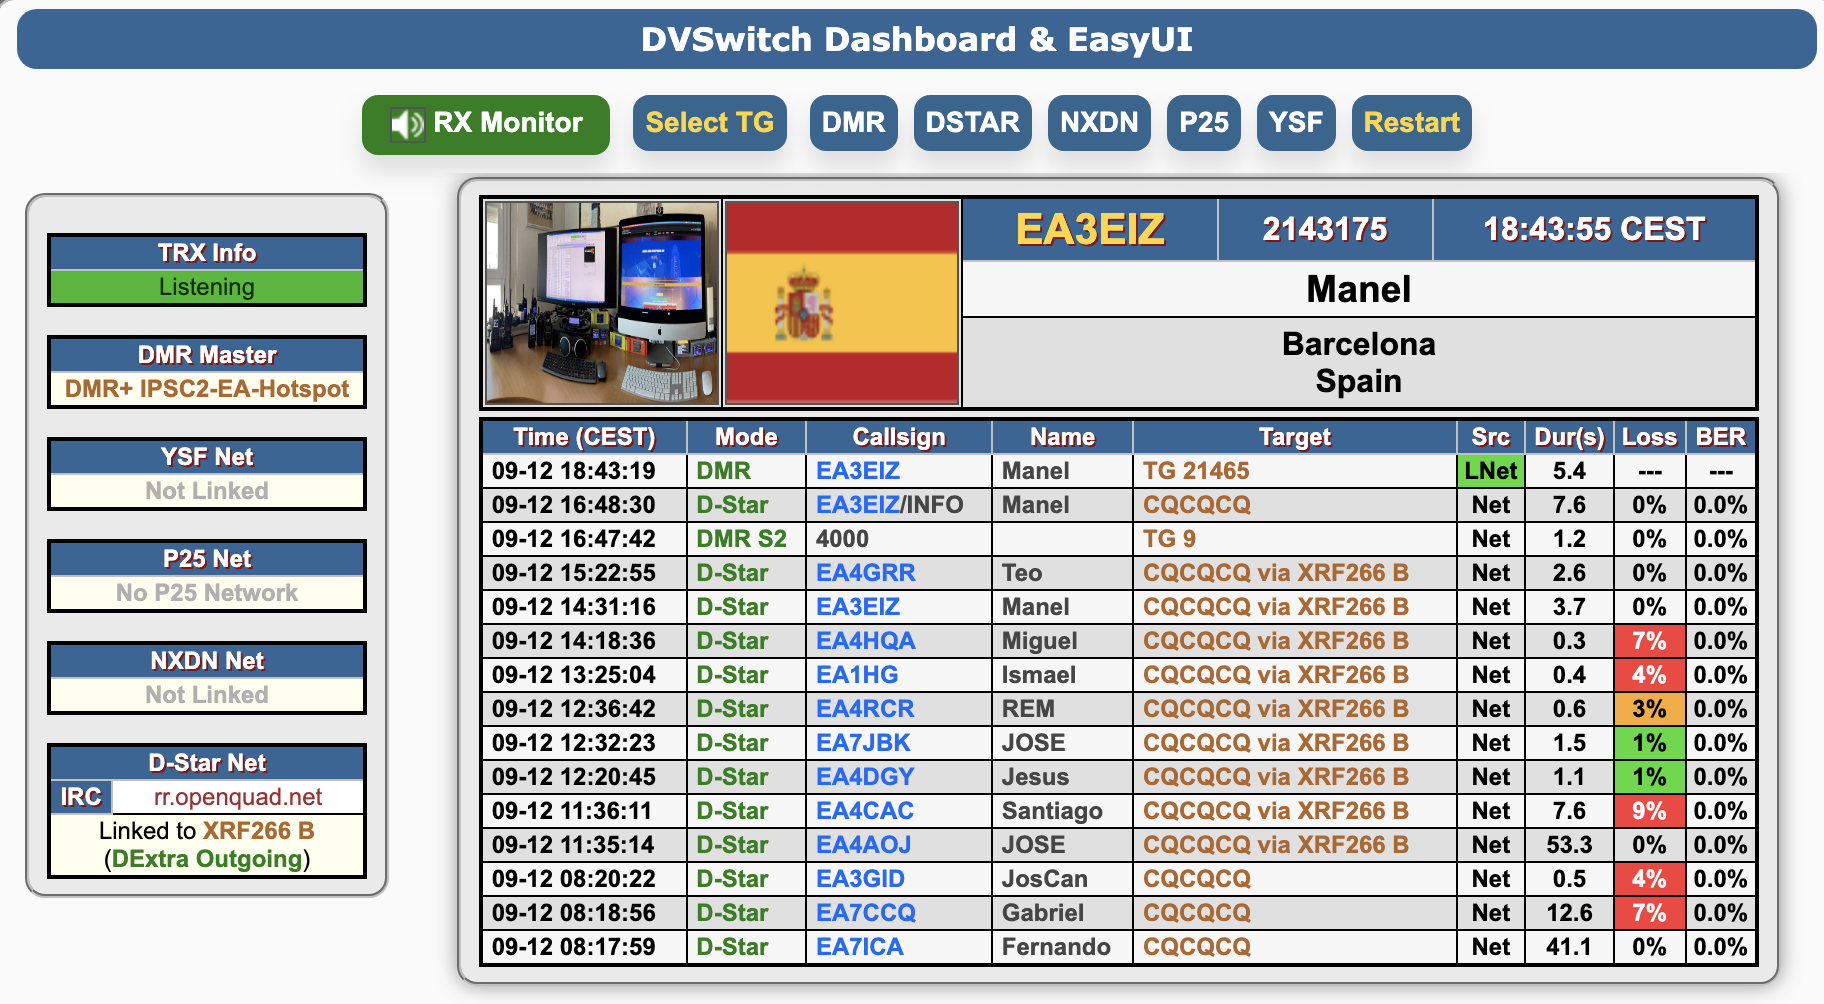 DVSwitch Dashboard & EasyUI
RX Monitor Select TG DMR DSTAR NXDN P25 YSF Restart
TRX Info
Listening
DMR Master
DMR+ IPSC2-EA-Hotspot
YSF Net
Not Linked
P25 Net
No P25 Network
NXDN Net
Not Linked
D-Star Net
IRC rr.openquad.net
Linked to XRF266 B
(DExtra Outgoing)
EA3EIZ 2143175 18:43:55 CEST
Manel
Barcelona
Spain
Time (CEST) Mode Callsign Name Target Src Dur(s) Loss BER
09-12 18:43:19 DMR EA3EIZ Manel TG 21465 LNet 5.4 --- ---
09-12 16:48:30 D-Star EA3EIZ/INFO Manel CQCQCQ Net 7.6 0% 0.0%
09-12 16:47:42 DMR S2 4000 TG 9 Net 1.2 0% 0.0%
09-12 15:22:55 D-Star EA4GRR Teo CQCQCQ via XRF266 B Net 2.6 0% 0.0%
09-12 14:31:16 D-Star EA3EIZ Manel CQCQCQ via XRF266 B Net 3.7 0% 0.0%
09-12 14:18:36 D-Star EA4HQA Miguel CQCQCQ via XRF266 B Net 0.3 7% 0.0%
09-12 13:25:04 D-Star EA1HG Ismael CQCQCQ via XRF266 B Net 0.4 4% 0.0%
09-12 12:36:42 D-Star EA4RCR REM CQCQCQ via XRF266 B Net 0.6 3% 0.0%
09-12 12:32:23 D-Star EA7JBK JOSE CQCQCQ via XRF266 B Net 1.5 1% 0.0%
09-12 12:20:45 D-Star EA4DGY Jesus CQCQCQ via XRF266 B Net 1.1 1% 0.0%
09-12 11:36:11 D-Star EA4CAC Santiago CQCQCQ via XRF266 B Net 7.6 9% 0.0%
09-12 11:35:14 D-Star EA4AOJ JOSE CQCQCQ via XRF266 B Net 53.3 0% 0.0%
09-12 08:20:22 D-Star EA3GID JosCan CQCQCQ Net 0.5 4% 0.0%
09-12 08:18:56 D-Star EA7CCQ Gabriel CQCQCQ Net 12.6 7% 0.0%
09-12 08:17:59 D-Star EA7ICA Fernando CQCQCQ Net 41.1 0% 0.0%